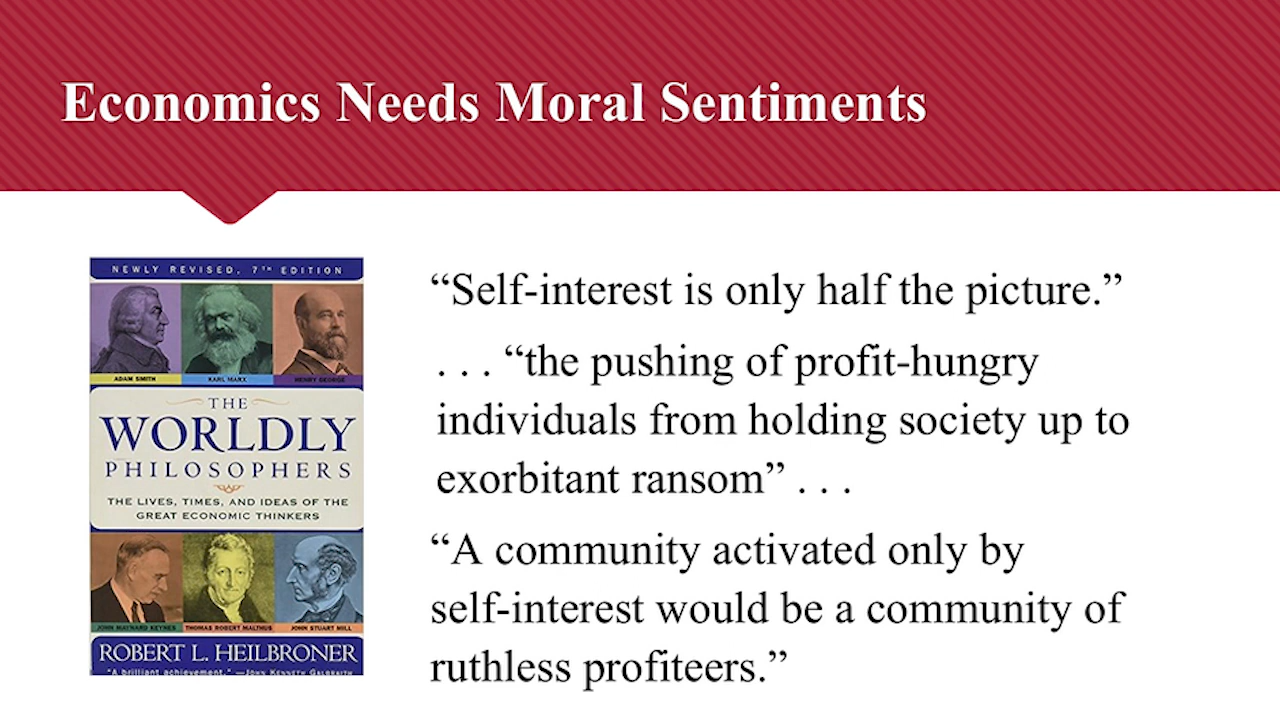 Economics Needs Moral Sentiments
NEWLY REVISED, 7TH EDITION
ADAM SMITH
KARL MARX
HENRY GEORGE
THE
WORLDLY
PHILOSOPHERS
THE LIVES, TIMES, AND IDEAS OF THE
GREAT ECONOMIC THINKERS
JOHN MAYNARD KEYNES
THOMAS ROBERT MALTHUS
JOHN STUART MILL
ROBERT L. HEILBRONER
"A brilliant achievement." —John Kenneth Galbraith
“Self-interest is only half the picture.”
. . . “the pushing of profit-hungry
individuals from holding society up to
exorbitant ransom” . . .
“A community activated only by
self-interest would be a community of
ruthless profiteers.”